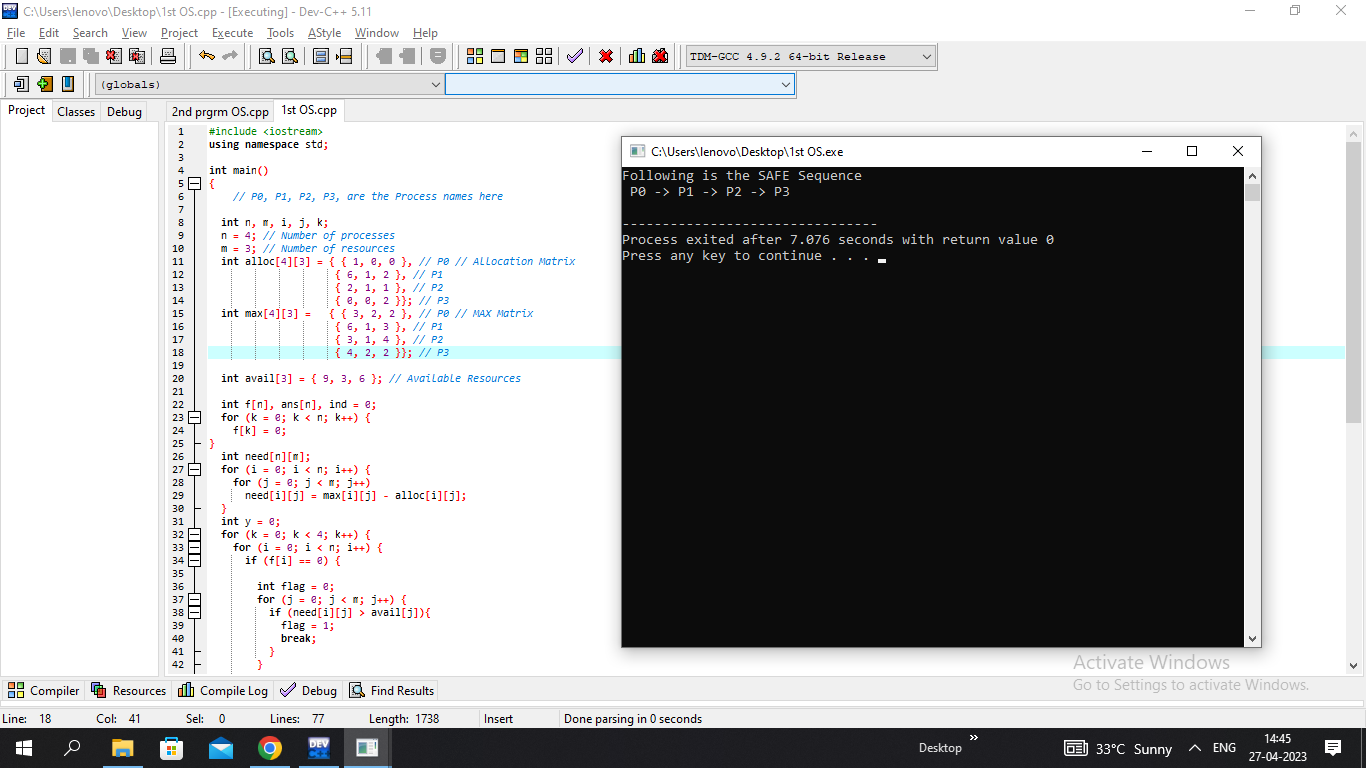 C:\Users\lenovo\Desktop\1st OS.cpp - [Executing] - Dev-C++ 5.11
File Edit Search View Project Execute Tools AStyle Window Help
TDM-GCC 4.9.2 64-bit Release
(globals)
Project Classes Debug 2nd prgrm OS.cpp 1st OS.cpp
1 #include <iostream>
2 using namespace std;
3
4 int main()
5 {
6 // P0, P1, P2, P3, are the Process names here
7
8 int n, m, i, j, k;
9 n = 4; // Number of processes
10 m = 3; // Number of resources
11 int alloc[4][3] = { { 1, 0, 0 }, // P0 // Allocation Matrix
12 { 6, 1, 2 }, // P1
13 { 2, 1, 1 }, // P2
14 { 0, 0, 2 }}; // P3
15 int max[4][3] = { { 3, 2, 2 }, // P0 // MAX Matrix
16 { 6, 1, 3 }, // P1
17 { 3, 1, 4 }, // P2
18 { 4, 2, 2 }}; // P3
19
20 int avail[3] = { 9, 3, 6 }; // Available Resources
21
22 int f[n], ans[n], ind = 0;
23 for (k = 0; k < n; k++) {
24 f[k] = 0;
25 }
26 int need[n][m];
27 for (i = 0; i < n; i++) {
28 for (j = 0; j < m; j++)
29 need[i][j] = max[i][j] - alloc[i][j];
30 }
31 int y = 0;
32 for (k = 0; k < 4; k++) {
33 for (i = 0; i < n; i++) {
34 if (f[i] == 0) {
35
36 int flag = 0;
37 for (j = 0; j < m; j++) {
38 if (need[i][j] > avail[j]){
39 flag = 1;
40 break;
41 }
42 }
C:\Users\lenovo\Desktop\1st OS.exe
Following is the SAFE Sequence
P0 -> P1 -> P2 -> P3
--------------------------------
Process exited after 7.076 seconds with return value 0
Press any key to continue . . .
Activate Windows
Go to Settings to activate Windows.
Compiler Resources Compile Log Debug Find Results
Line: 18 Col: 41 Sel: 0 Lines: 77 Length: 1738 Insert Done parsing in 0 seconds
DEV Desktop » 33°C Sunny ENG 14:45
27-04-2023